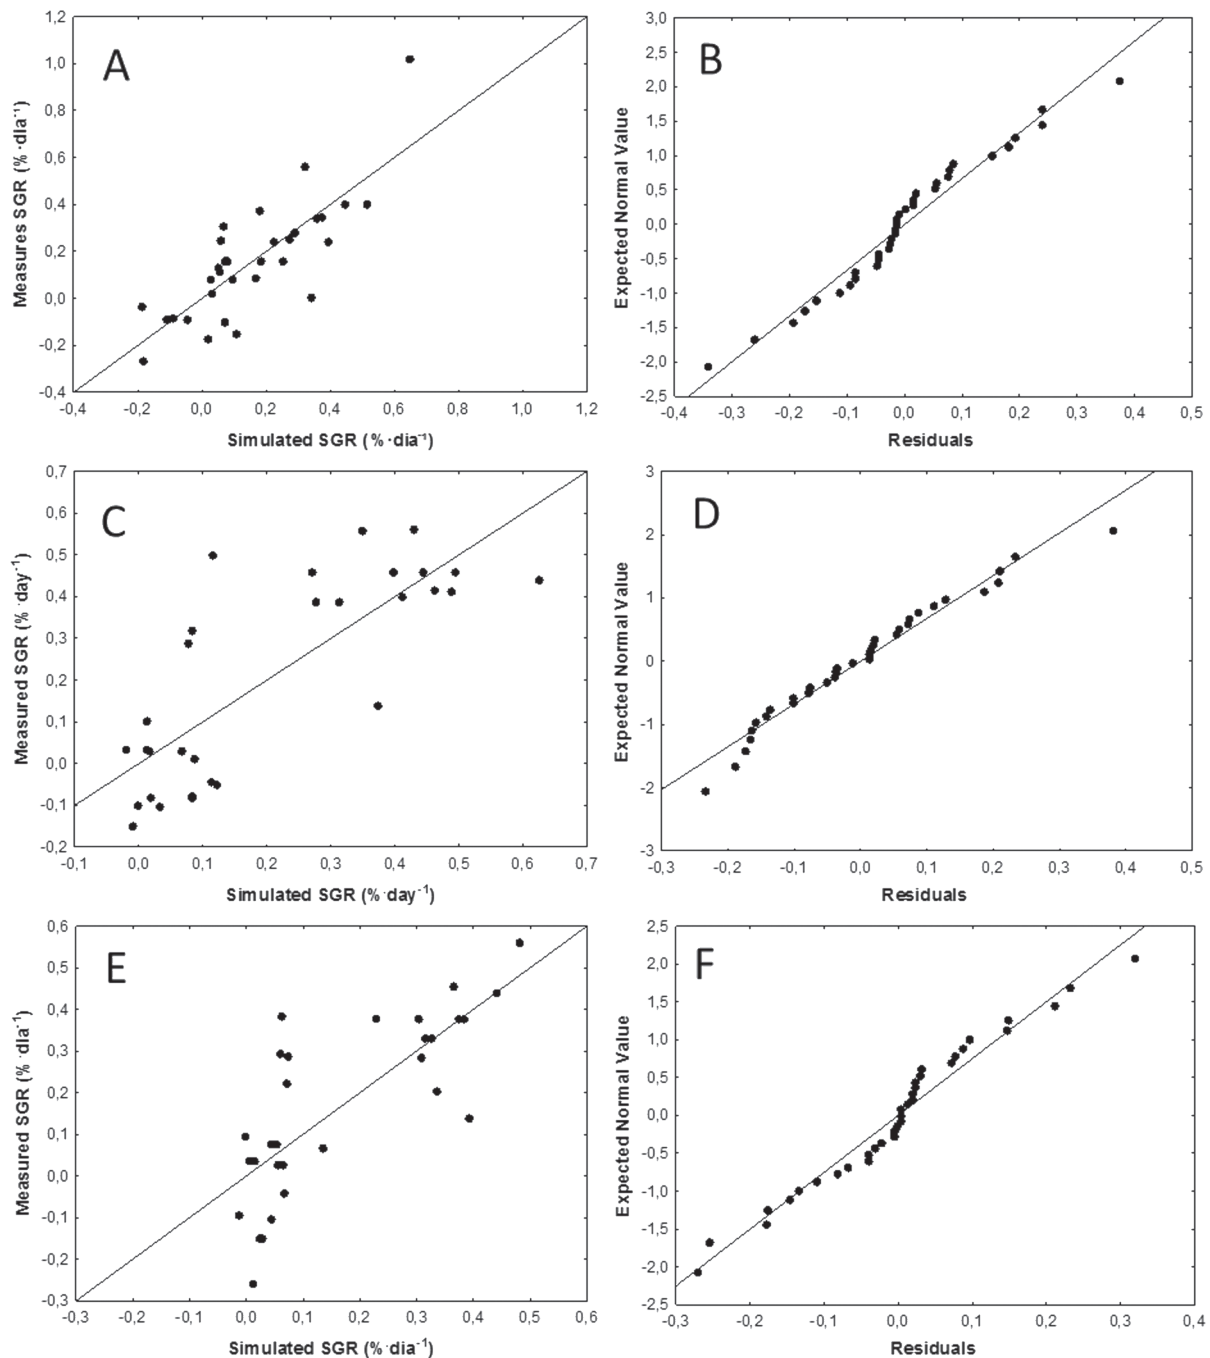 A
1,2
1,0
0,8
0,6
0,4
0,2
0,0
-0,2
-0,4
Measures SGR (%·dia⁻¹)
-0,4 -0,2 0,0 0,2 0,4 0,6 0,8 1,0 1,2
Simulated SGR (%·dia⁻¹)
B
3,0
2,5
2,0
1,5
1,0
0,5
0,0
-0,5
-1,0
-1,5
-2,0
-2,5
Expected Normal Value
-0,4 -0,3 -0,2 -0,1 0,0 0,1 0,2 0,3 0,4 0,5
Residuals
C
0,7
0,6
0,5
0,4
0,3
0,2
0,1
0,0
-0,1
-0,2
Measured SGR (%·day⁻¹)
-0,1 0,0 0,1 0,2 0,3 0,4 0,5 0,6 0,7
Simulated SGR (%·day⁻¹)
D
3
2
1
0
-1
-2
-3
Expected Normal Value
-0,3 -0,2 -0,1 0,0 0,1 0,2 0,3 0,4 0,5
Residuals
E
0,6
0,5
0,4
0,3
0,2
0,1
0,0
-0,1
-0,2
-0,3
Measured SGR (%·dia⁻¹)
-0,3 -0,2 -0,1 0,0 0,1 0,2 0,3 0,4 0,5 0,6
Simulated SGR (%·dia⁻¹)
F
2,5
2,0
1,5
1,0
0,5
0,0
-0,5
-1,0
-1,5
-2,0
-2,5
Expected Normal Value
-0,3 -0,2 -0,1 0,0 0,1 0,2 0,3 0,4
Residuals